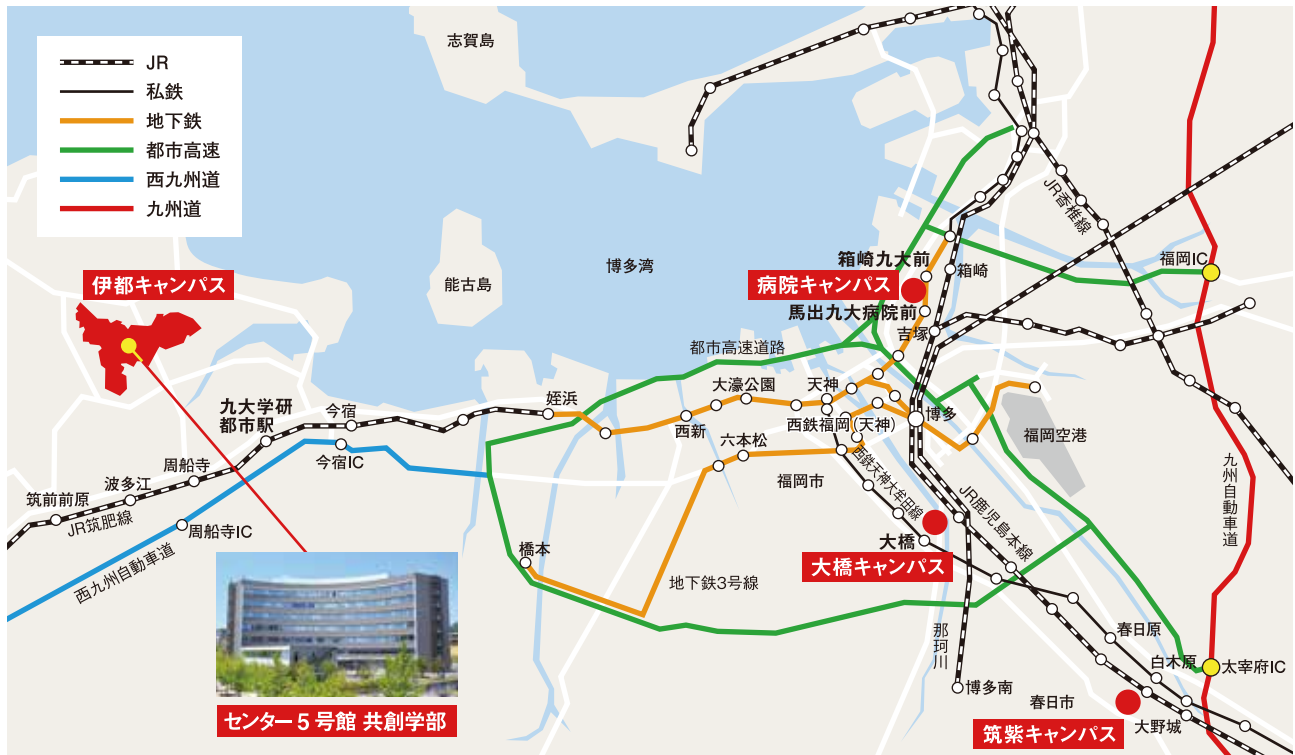 JR
私鉄
地下鉄
都市高速
西九州道
九州道
志賀島
能古島
博多湾
伊都キャンパス
箱崎九大前
病院キャンパス
馬出九大病院前
箱崎
吉塚
JR香椎線
福岡IC
都市高速道路
大濠公園
天神
姪浜
西新
西鉄福岡(天神)
博多
福岡空港
六本松
福岡市
九大学研
都市駅
今宿
今宿IC
周船寺
波多江
筑前前原
JR筑肥線
周船寺IC
西九州自動車道
橋本
地下鉄3号線
西鉄天神大牟田線
JR鹿児島本線
九州自動車道
大橋
大橋キャンパス
那珂川
博多南
春日原
白木原
太宰府IC
春日市
大野城
筑紫キャンパス
センター5号館 共創学部